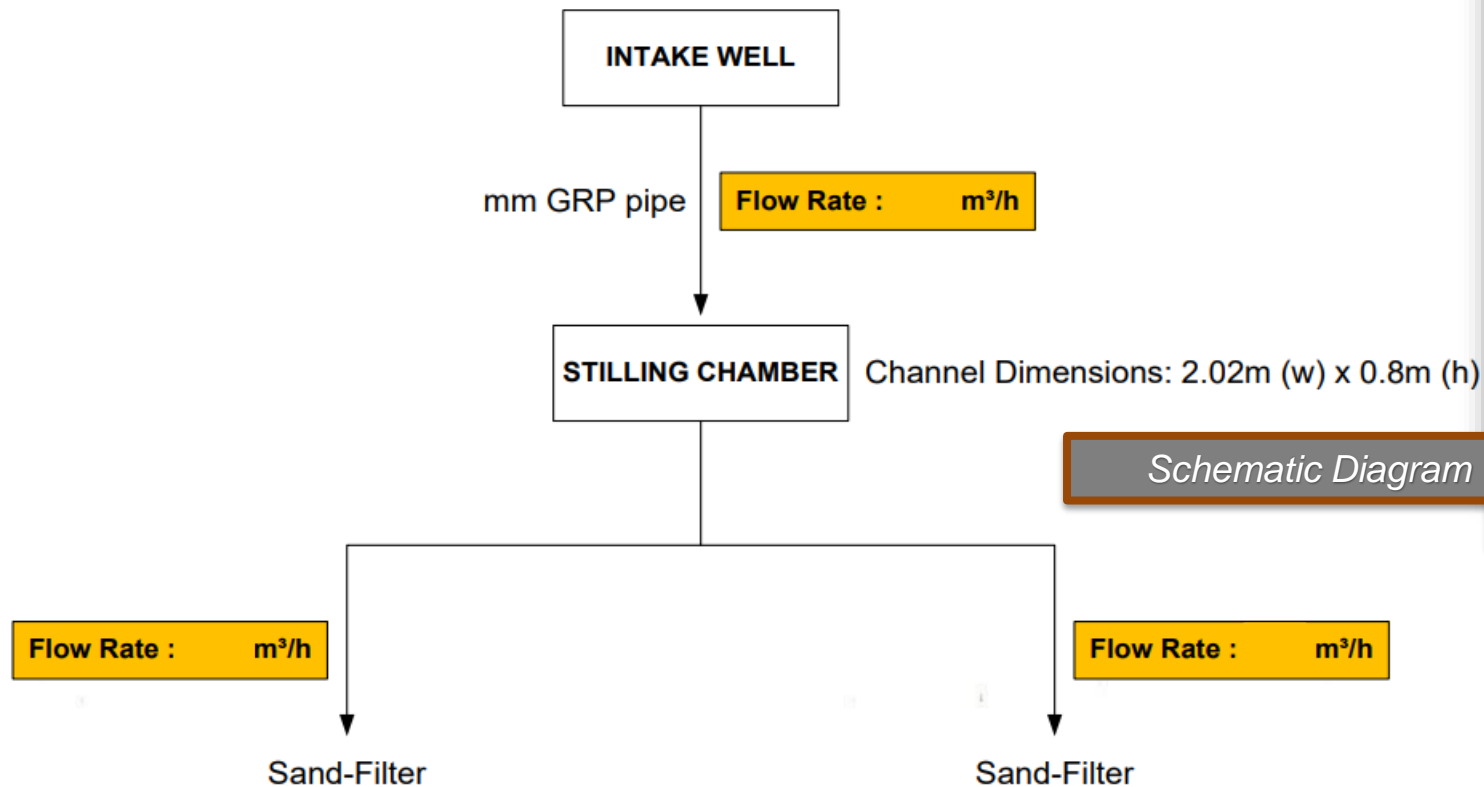 INTAKE WELL
mm GRP pipe
Flow Rate : m³/h
STILLING CHAMBER
Channel Dimensions: 2.02m (w) x 0.8m (h)
Schematic Diagram
Flow Rate : m³/h
Flow Rate : m³/h
Sand-Filter
Sand-Filter